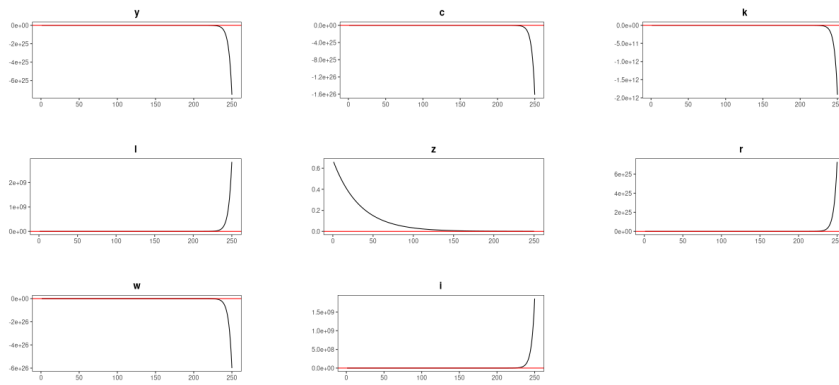 y c k
0e+00 0e+00 0.0e+00
-2e+25 -4.0e+25 -5.0e+11
-4e+25 -8.0e+25 -1.0e+12
-6e+25 -1.2e+26 -1.5e+12
-1.6e+26 -2.0e+12
0 50 100 150 200 250 0 50 100 150 200 250 0 50 100 150 200 250
l z r
2e+09 0.6 6e+25
1e+09 0.4 4e+25
0e+00 0.2 2e+25
0.0 0e+00
0 50 100 150 200 250 0 50 100 150 200 250 0 50 100 150 200 250
w i
0e+00 1.5e+09
-2e+26 1.0e+09
-4e+26 5.0e+08
-6e+26 0.0e+00
0 50 100 150 200 250 0 50 100 150 200 250